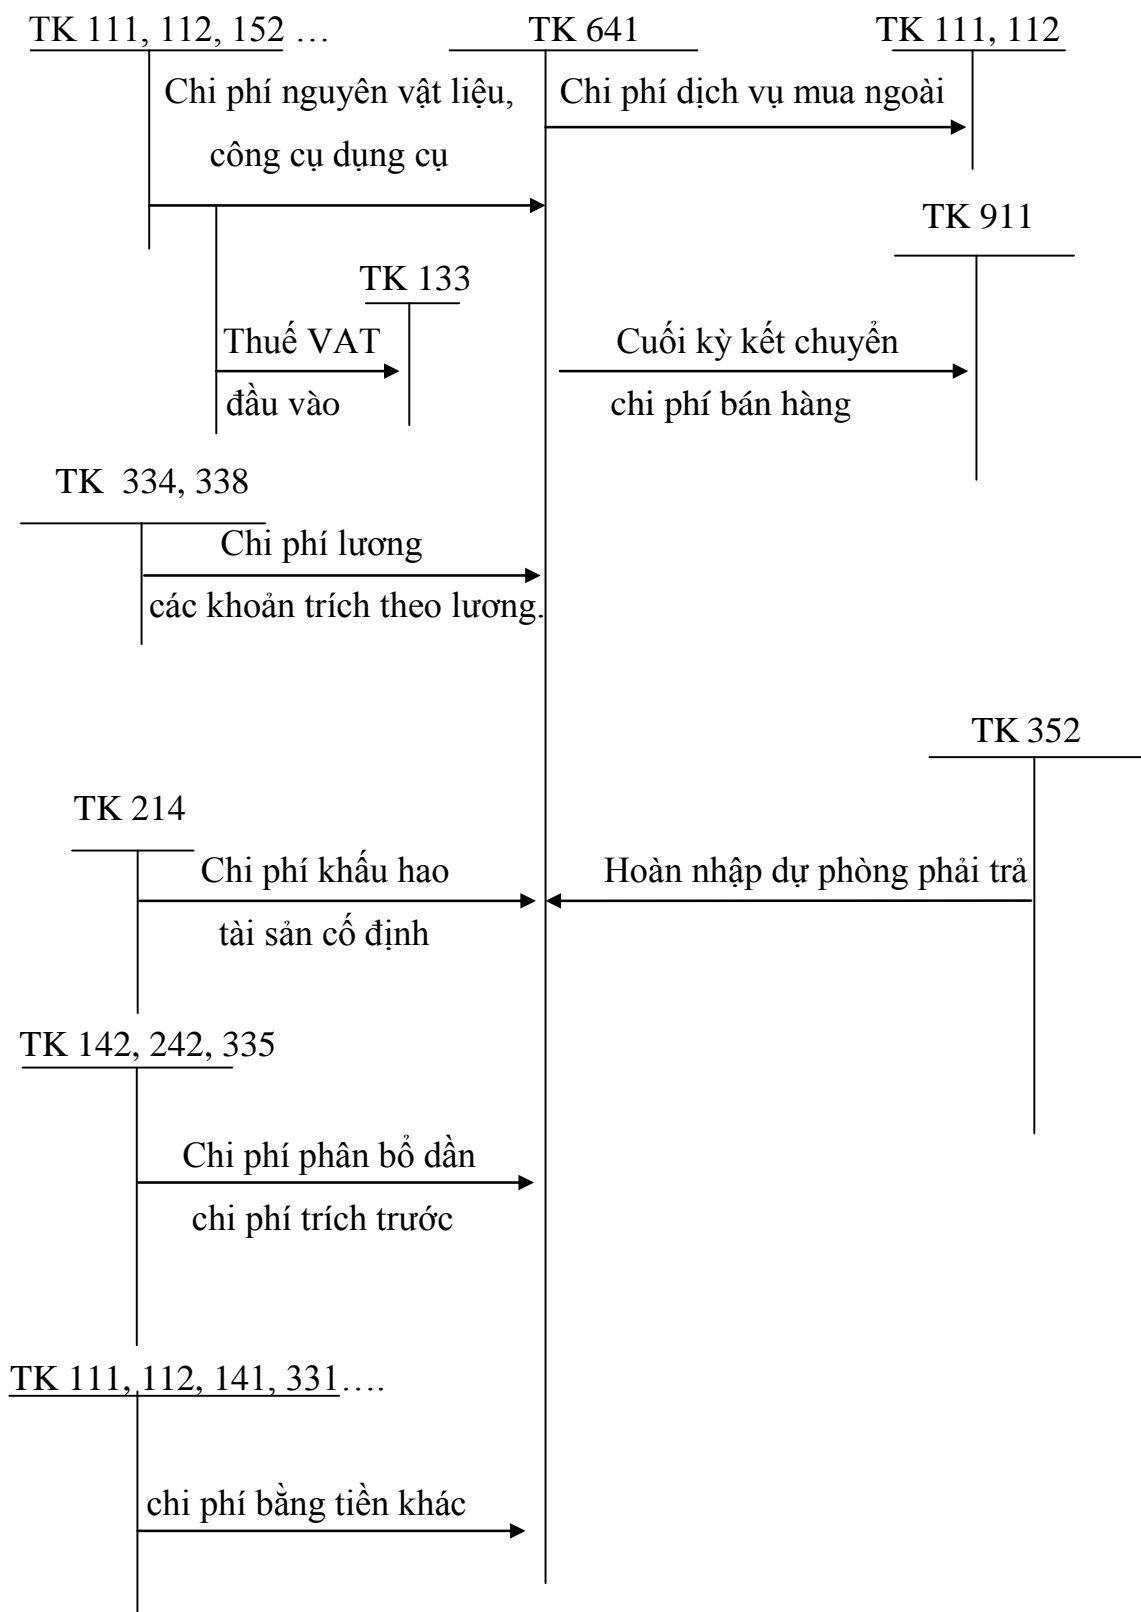 TK 111, 112, 152 …
TK 641
TK 111, 112
Chi phí nguyên vật liệu,
công cụ dụng cụ
Chi phí dịch vụ mua ngoài
TK 911
TK 133
Thuế VAT
đầu vào
Cuối kỳ kết chuyển
chi phí bán hàng
TK 334, 338
Chi phí lương
các khoản trích theo lương.
TK 352
TK 214
Chi phí khấu hao
tài sản cố định
Hoàn nhập dự phòng phải trả
TK 142, 242, 335
Chi phí phân bổ dần
chi phí trích trước
TK 111, 112, 141, 331….
chi phí bằng tiền khác